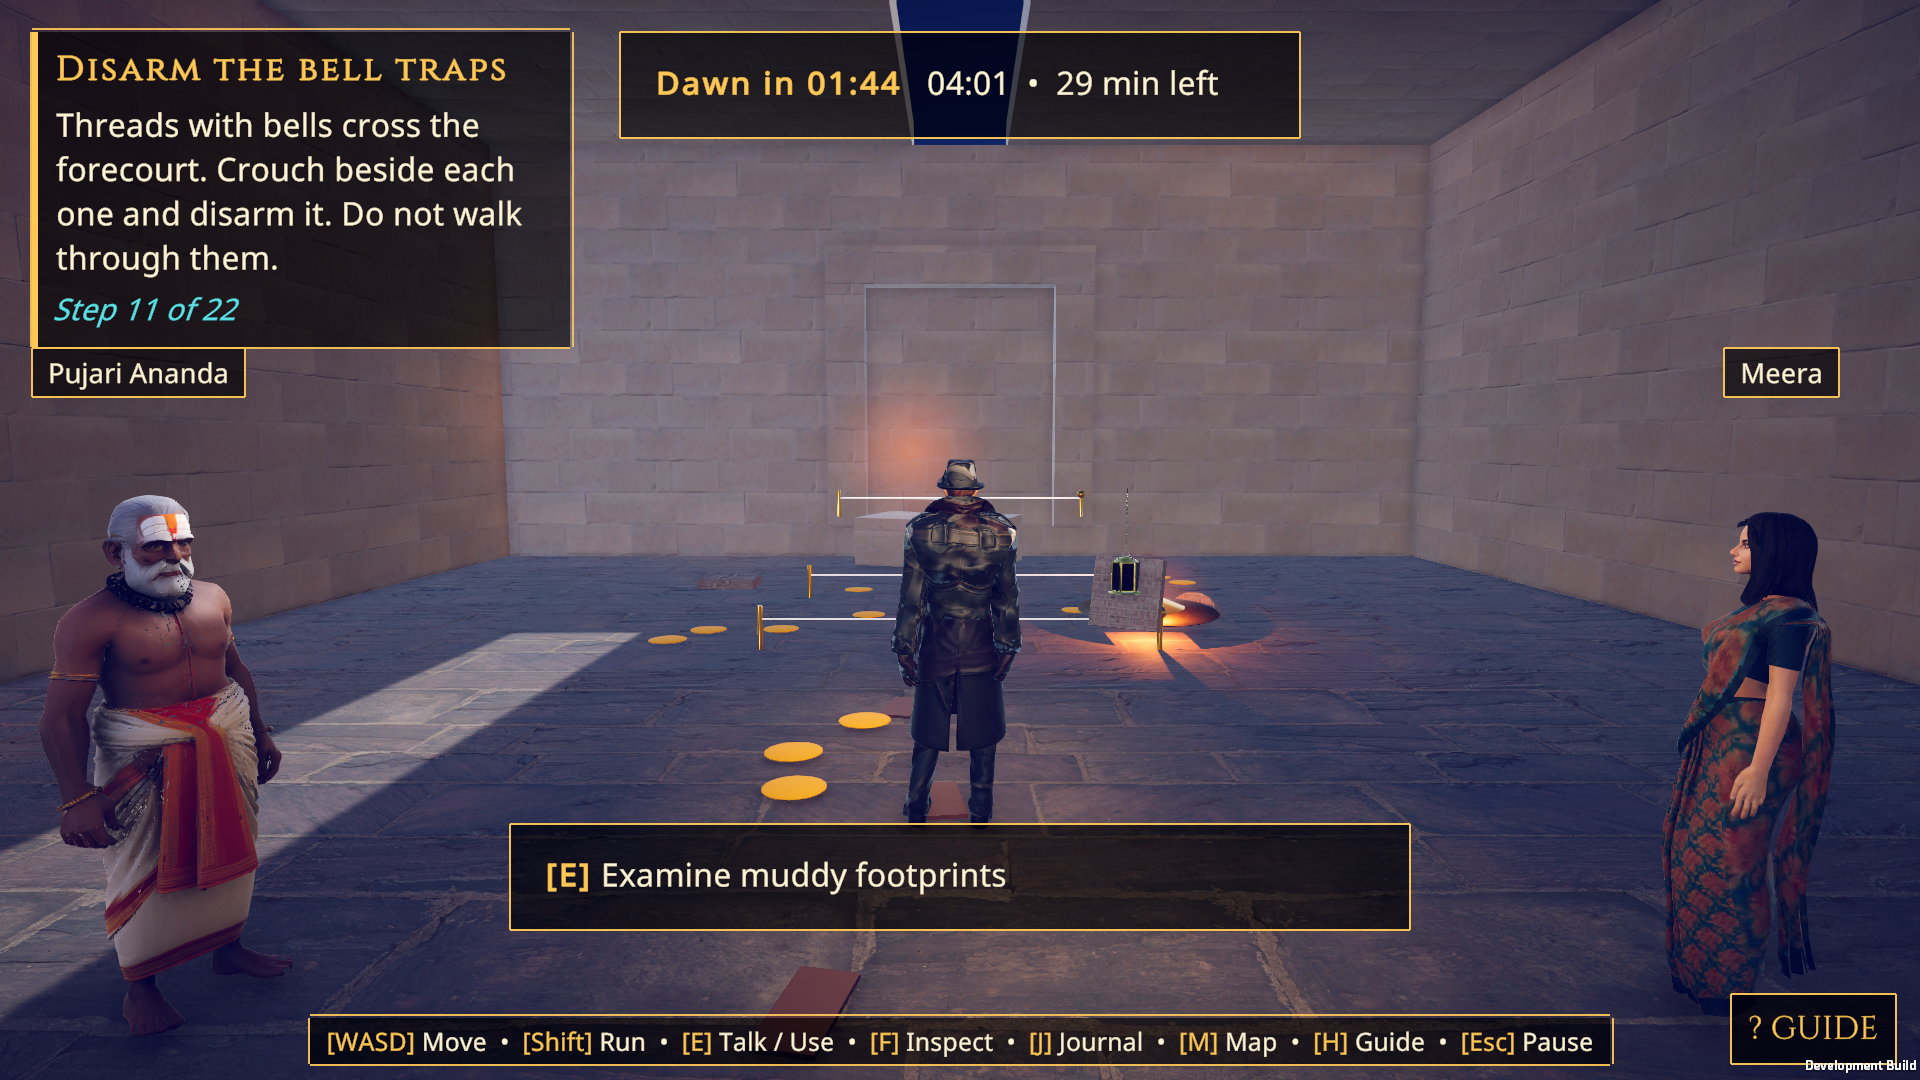 DISARM THE BELL TRAPS
Threads with bells cross the
forecourt. Crouch beside each
one and disarm it. Do not walk
through them.
Step 11 of 22
Dawn in 01:44 04:01 • 29 min left
Pujari Ananda
Meera
[E] Examine muddy footprints
[WASD] Move • [Shift] Run • [E] Talk / Use • [F] Inspect • [J] Journal • [M] Map • [H] Guide • [Esc] Pause
? GUIDE
Development Build